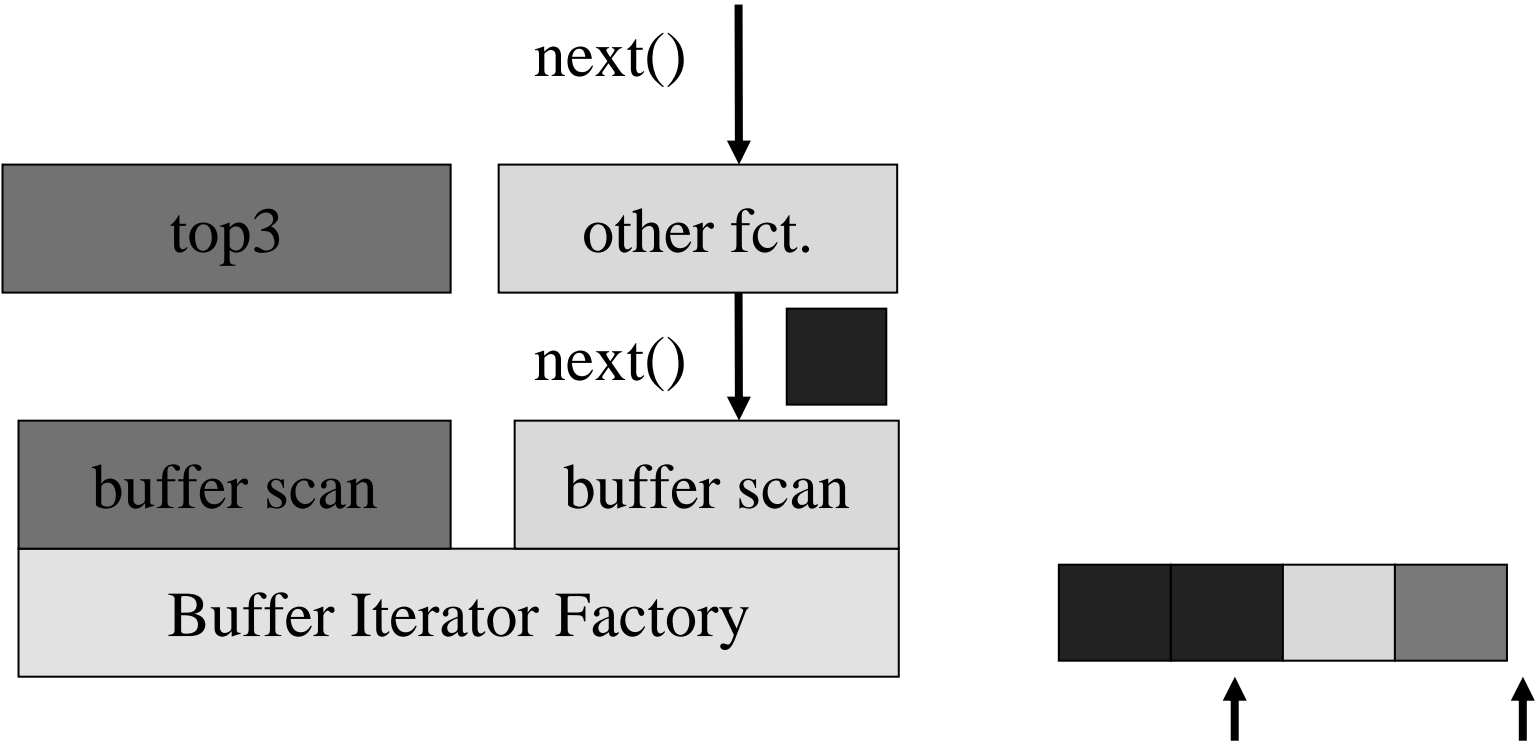 next()
top3
other fct.
next()
buffer scan
buffer scan
Buffer Iterator Factory